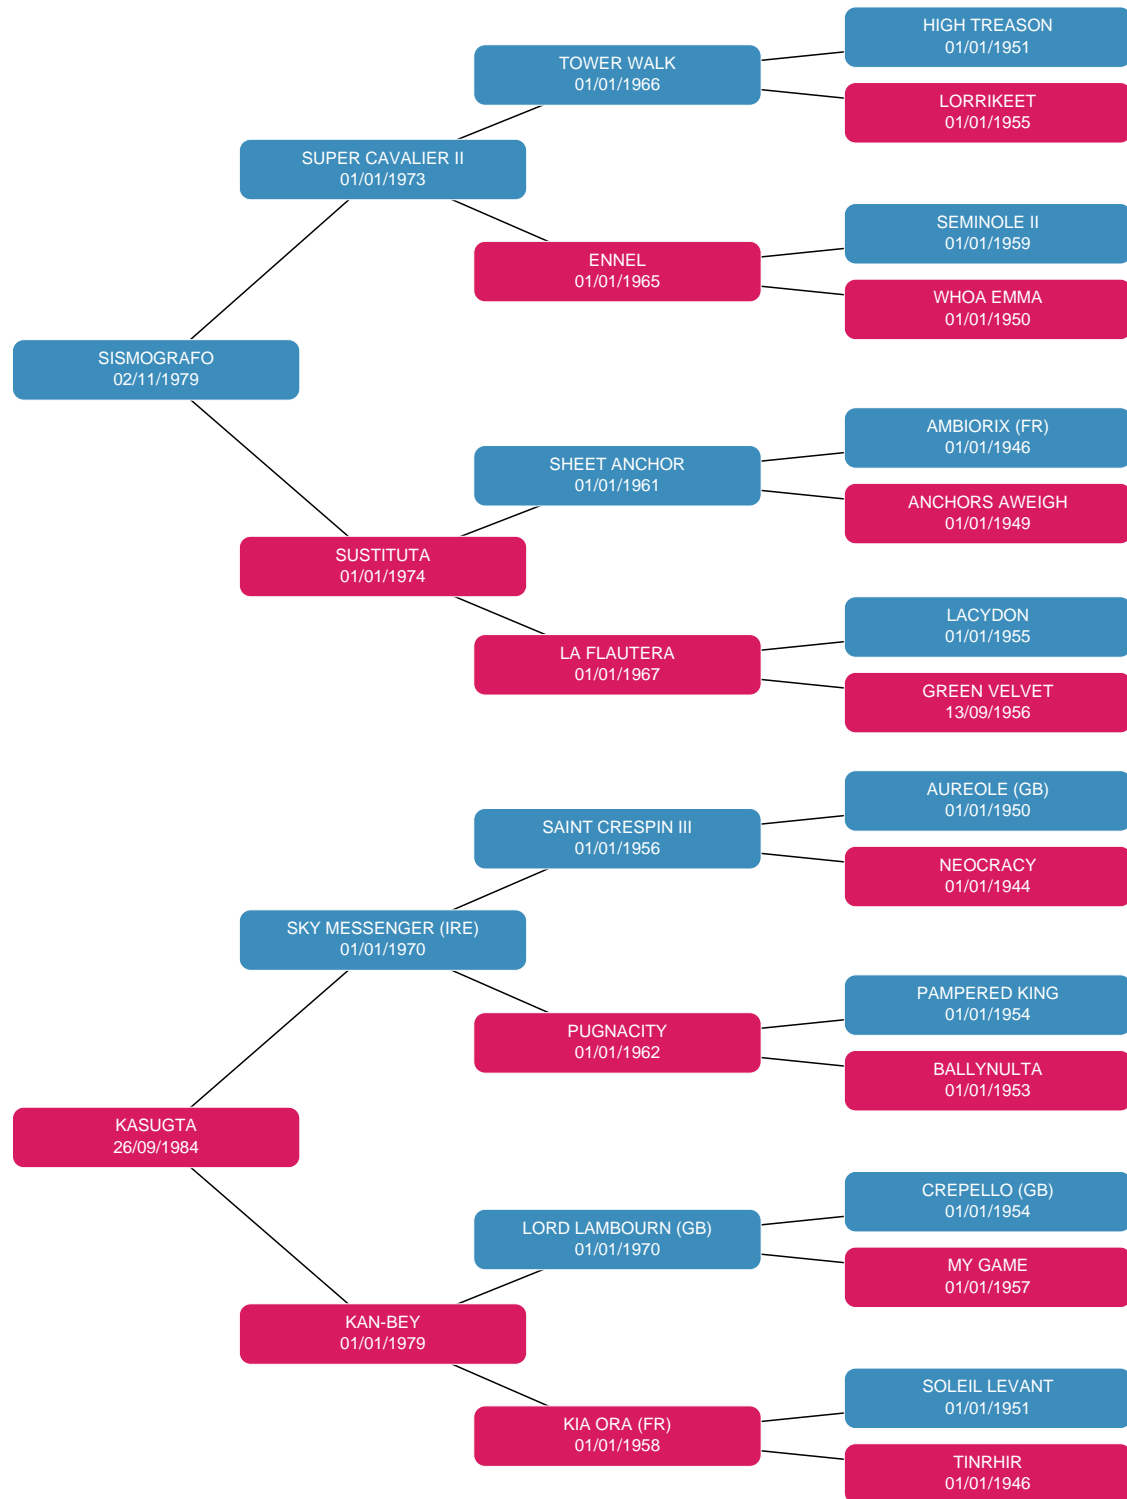 HIGH TREASON
01/01/1951
TOWER WALK
01/01/1966
LORRIKEET
01/01/1955
SUPER CAVALIER II
01/01/1973
SEMINOLE II
01/01/1959
ENNEL
01/01/1965
WHOA EMMA
01/01/1950
SISMOGRAFO
02/11/1979
AMBIORIX (FR)
01/01/1946
SHEET ANCHOR
01/01/1961
ANCHORS AWEIGH
01/01/1949
SUSTITUTA
01/01/1974
LACYDON
01/01/1955
LA FLAUTERA
01/01/1967
GREEN VELVET
13/09/1956
AUREOLE (GB)
01/01/1950
SAINT CRESPIN III
01/01/1956
NEOCRACY
01/01/1944
SKY MESSENGER (IRE)
01/01/1970
PAMPERED KING
01/01/1954
PUGNACITY
01/01/1962
BALLYNULTA
01/01/1953
KASUGTA
26/09/1984
CREPELLO (GB)
01/01/1954
LORD LAMBOURN (GB)
01/01/1970
MY GAME
01/01/1957
KAN-BEY
01/01/1979
SOLEIL LEVANT
01/01/1951
KIA ORA (FR)
01/01/1958
TINRHIR
01/01/1946